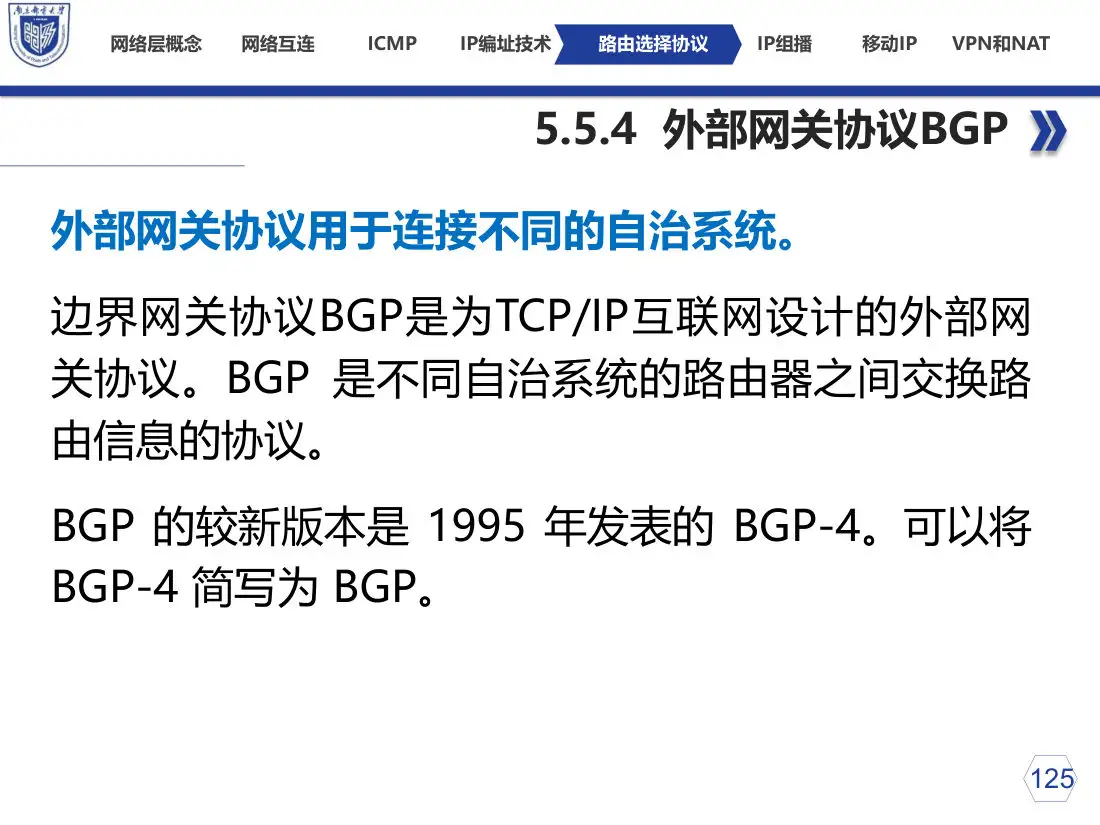 南京邮电大学
网络层概念 网络互连 ICMP IP编址技术 路由选择协议 IP组播 移动IP VPN和NAT
5.5.4 外部网关协议BGP
外部网关协议用于连接不同的自治系统。
边界网关协议BGP是为TCP/IP互联网设计的外部网
关协议。BGP 是不同自治系统的路由器之间交换路
由信息的协议。
BGP 的较新版本是 1995 年发表的 BGP-4。可以将
BGP-4 简写为 BGP。
125